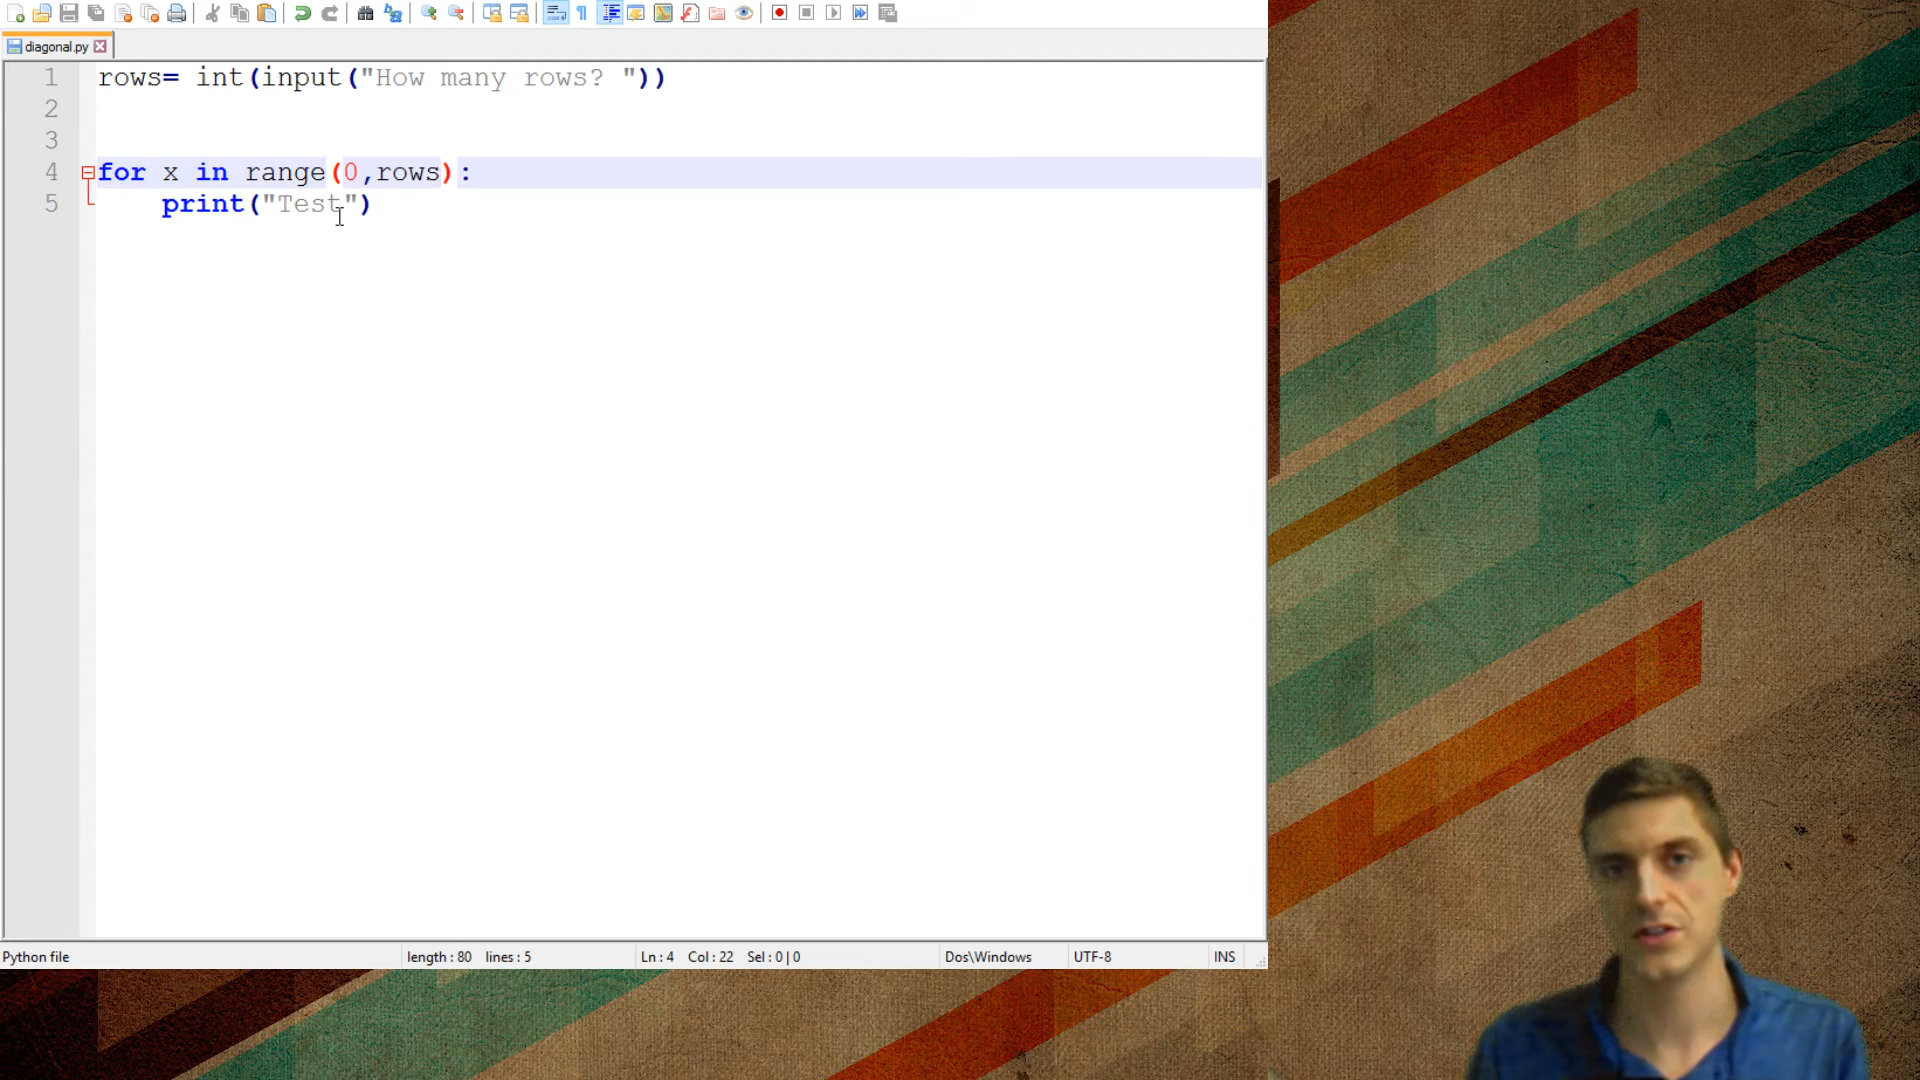 diagonal.py
1 rows= int(input("How many rows? "))
2
3
4 for x in range(0,rows):
5 print("Test")
Python file length : 80 lines : 5 Ln : 4 Col : 22 Sel : 0 | 0 Dos\Windows UTF-8 INS